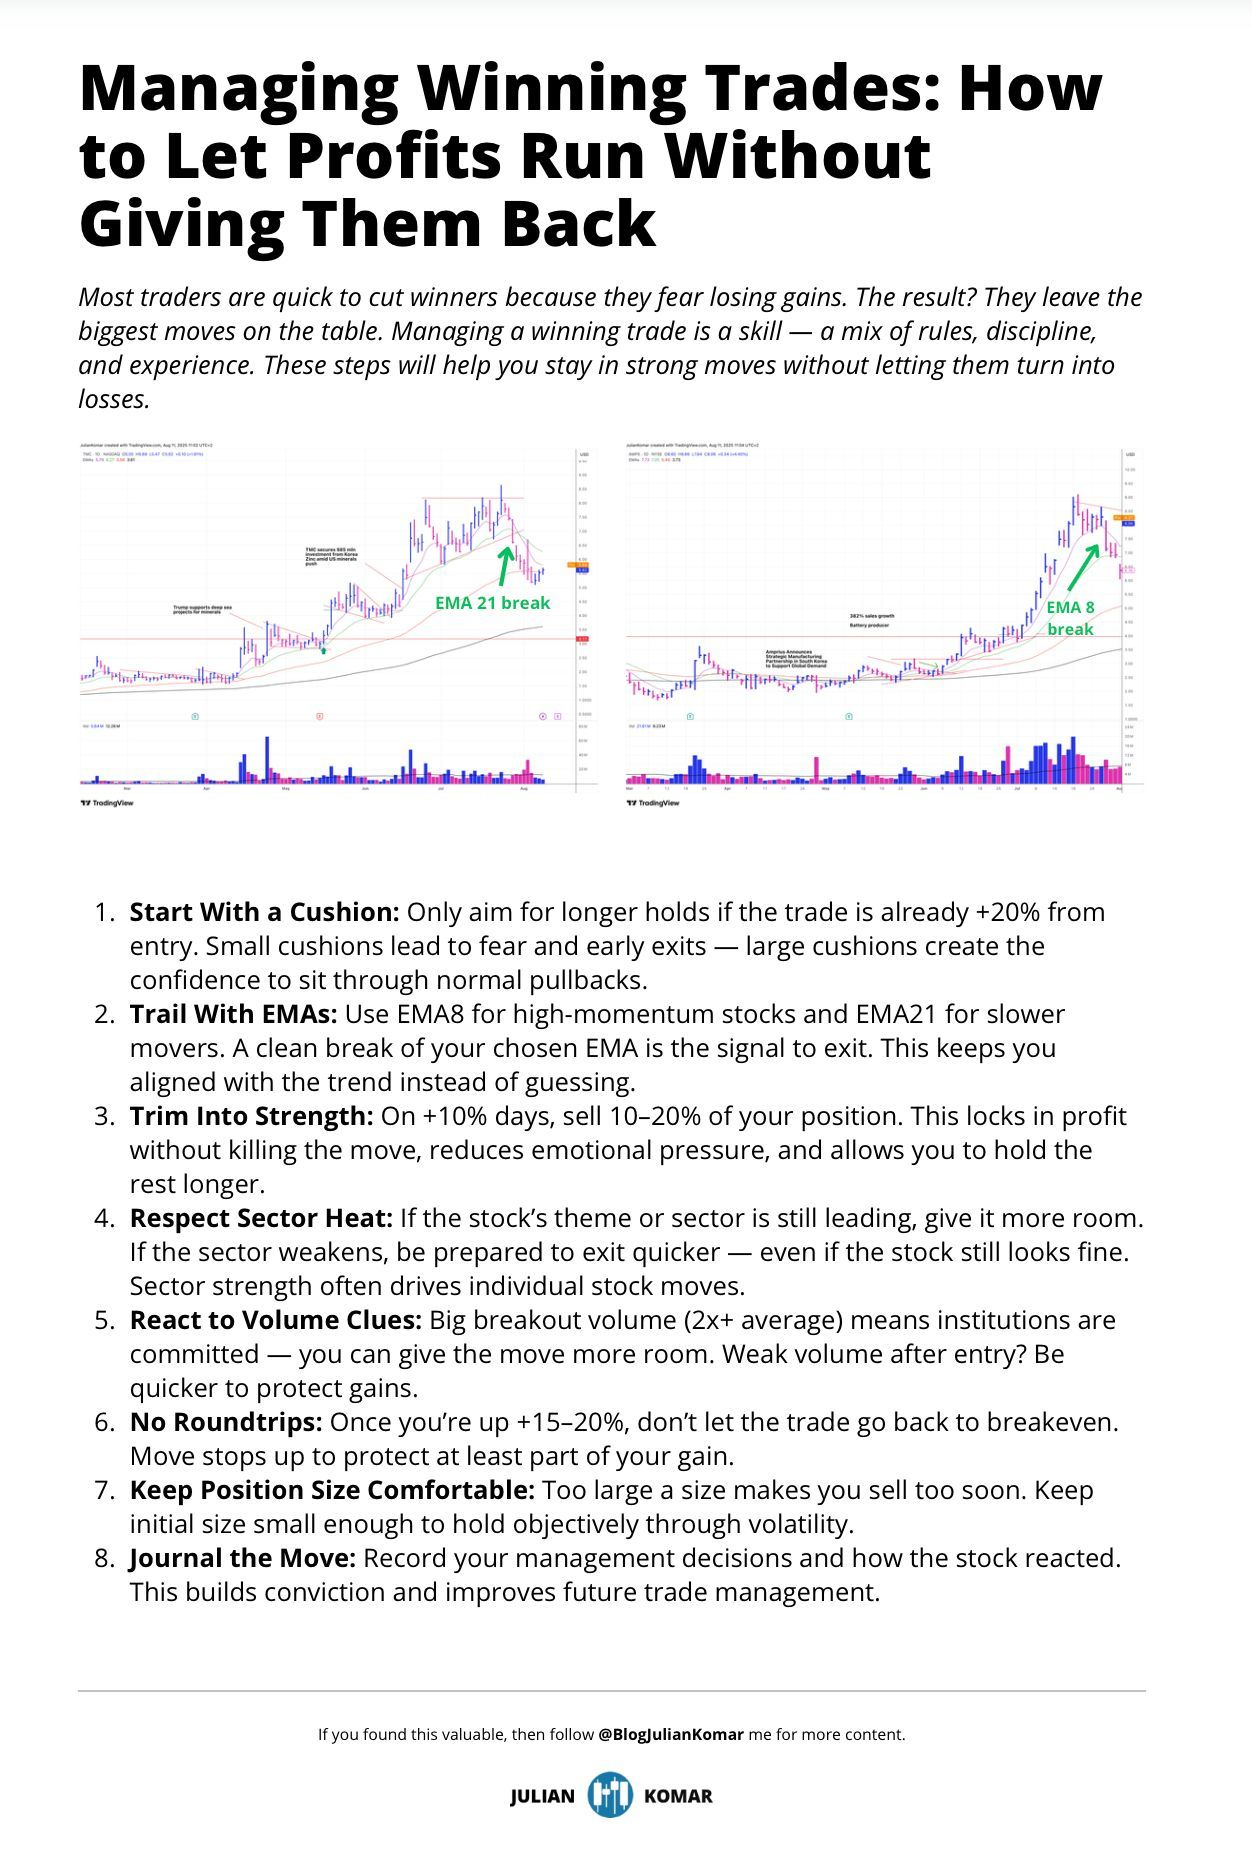 Managing Winning Trades: How
to Let Profits Run Without
Giving Them Back
Most traders are quick to cut winners because they fear losing gains. The result? They leave the
biggest moves on the table. Managing a winning trade is a skill — a mix of rules, discipline,
and experience. These steps will help you stay in strong moves without letting them turn into
losses.
JulianKomar created with TradingView.com, Aug 11, 2025 11:02 UTC+2
USD
TMC secures $85 mln
investment from Korea
Zinc amid US minerals
push
Trump supports deep sea
projects for minerals
EMA 21 break
Mar Apr May Jun Jul Aug
TradingView
JulianKomar created with TradingView.com, Aug 11, 2025 11:04 UTC+2
USD
382% sales growth
Battery producer
Amprius Announces
Strategic Manufacturing
Partnership in South Korea
to Support Global Demand
EMA 8
break
TradingView
1. Start With a Cushion: Only aim for longer holds if the trade is already +20% from
entry. Small cushions lead to fear and early exits — large cushions create the
confidence to sit through normal pullbacks.
2. Trail With EMAs: Use EMA8 for high-momentum stocks and EMA21 for slower
movers. A clean break of your chosen EMA is the signal to exit. This keeps you
aligned with the trend instead of guessing.
3. Trim Into Strength: On +10% days, sell 10–20% of your position. This locks in profit
without killing the move, reduces emotional pressure, and allows you to hold the
rest longer.
4. Respect Sector Heat: If the stock’s theme or sector is still leading, give it more room.
If the sector weakens, be prepared to exit quicker — even if the stock still looks fine.
Sector strength often drives individual stock moves.
5. React to Volume Clues: Big breakout volume (2x+ average) means institutions are
committed — you can give the move more room. Weak volume after entry? Be
quicker to protect gains.
6. No Roundtrips: Once you’re up +15–20%, don’t let the trade go back to breakeven.
Move stops up to protect at least part of your gain.
7. Keep Position Size Comfortable: Too large a size makes you sell too soon. Keep
initial size small enough to hold objectively through volatility.
8. Journal the Move: Record your management decisions and how the stock reacted.
This builds conviction and improves future trade management.
If you found this valuable, then follow @BlogJulianKomar me for more content.
JULIAN KOMAR